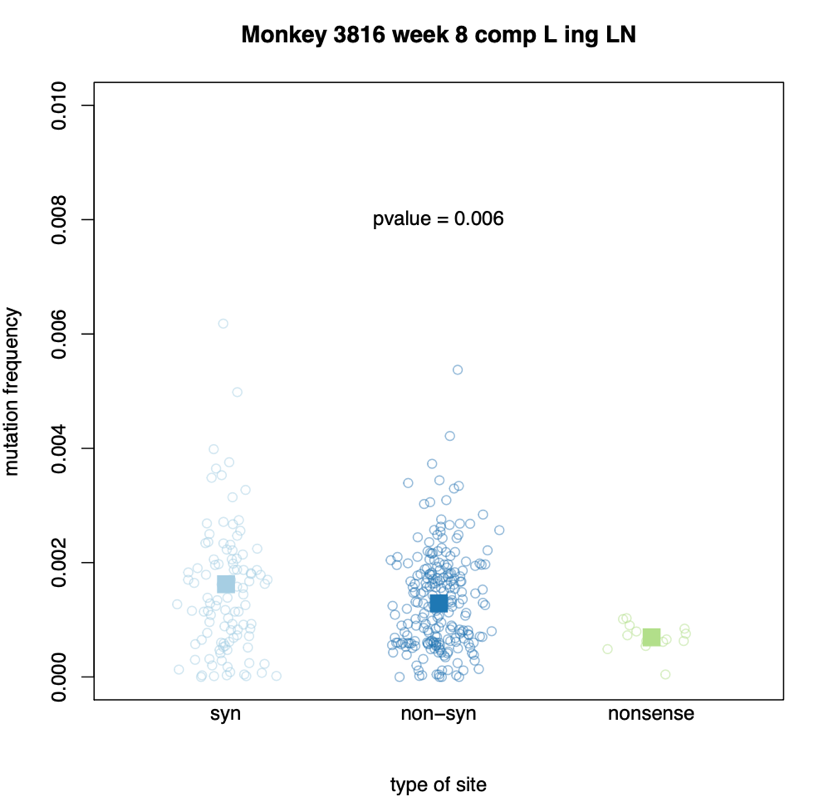 Monkey 3816 week 8 comp L ing LN
0.010
0.008
0.006
0.004
0.002
0.000
mutation frequency
pvalue = 0.006
syn
non−syn
nonsense
type of site